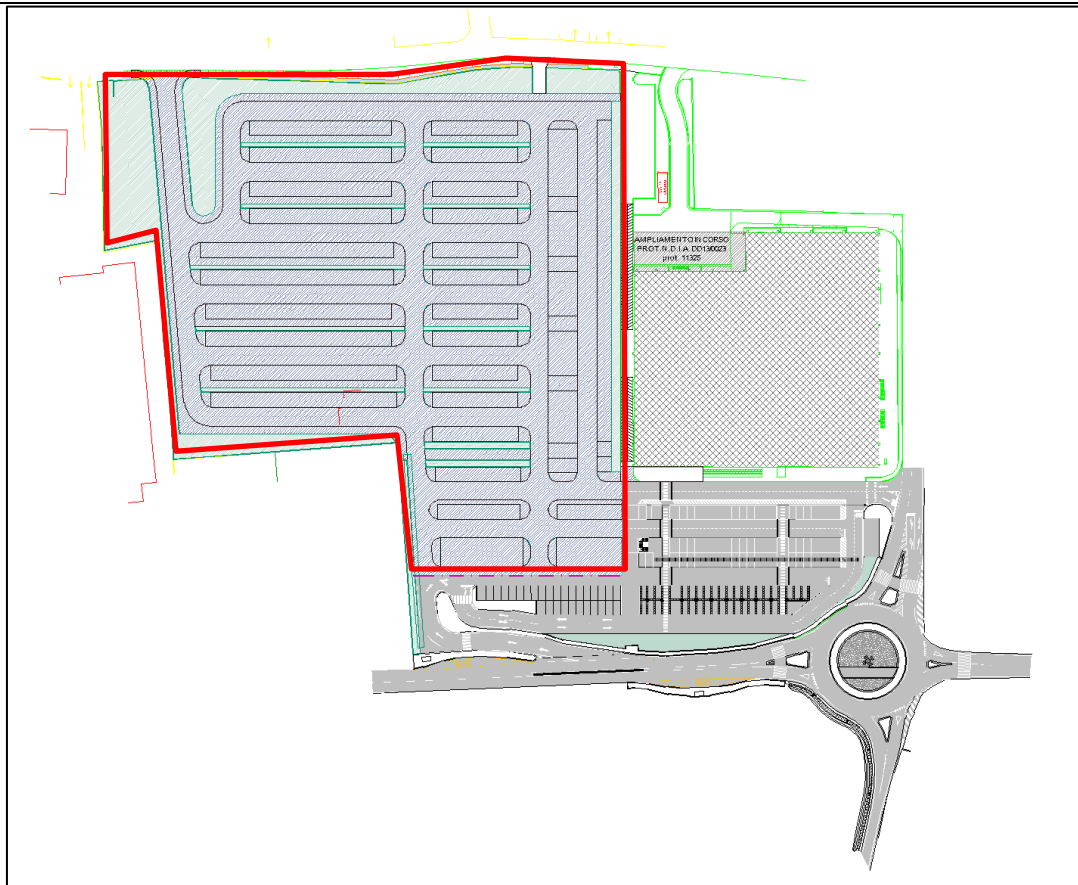 AMPLIAMENTO IN CORSO
PROT. N. D.I.A. DD13/0023
prot. 11325